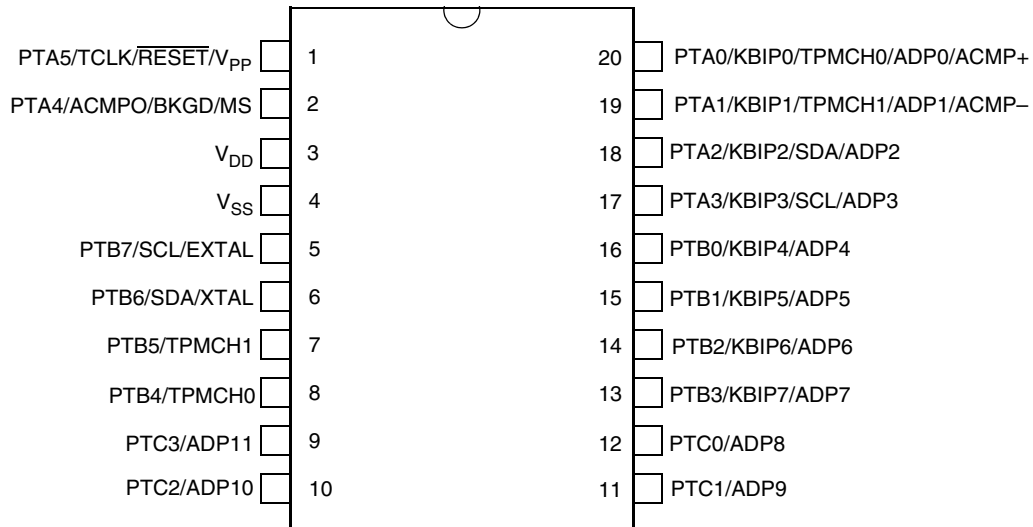 PTA5/TCLK/RESET/VPP 1 20 PTA0/KBIP0/TPMCH0/ADP0/ACMP+
PTA4/ACMPO/BKGD/MS 2 19 PTA1/KBIP1/TPMCH1/ADP1/ACMP–
VDD 3 18 PTA2/KBIP2/SDA/ADP2
VSS 4 17 PTA3/KBIP3/SCL/ADP3
PTB7/SCL/EXTAL 5 16 PTB0/KBIP4/ADP4
PTB6/SDA/XTAL 6 15 PTB1/KBIP5/ADP5
PTB5/TPMCH1 7 14 PTB2/KBIP6/ADP6
PTB4/TPMCH0 8 13 PTB3/KBIP7/ADP7
PTC3/ADP11 9 12 PTC0/ADP8
PTC2/ADP10 10 11 PTC1/ADP9